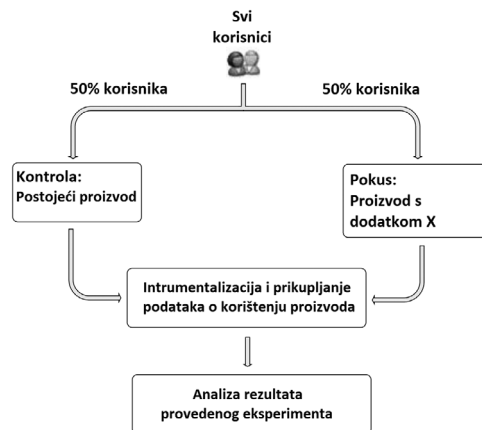 Svi
korisnici
50% korisnika
50% korisnika
Kontrola:
Postojeći proizvod
Pokus:
Proizvod s
dodatkom X
Intrumentalizacija i prikupljanje
podataka o korištenju proizvoda
Analiza rezultata
provedenog eksperimenta